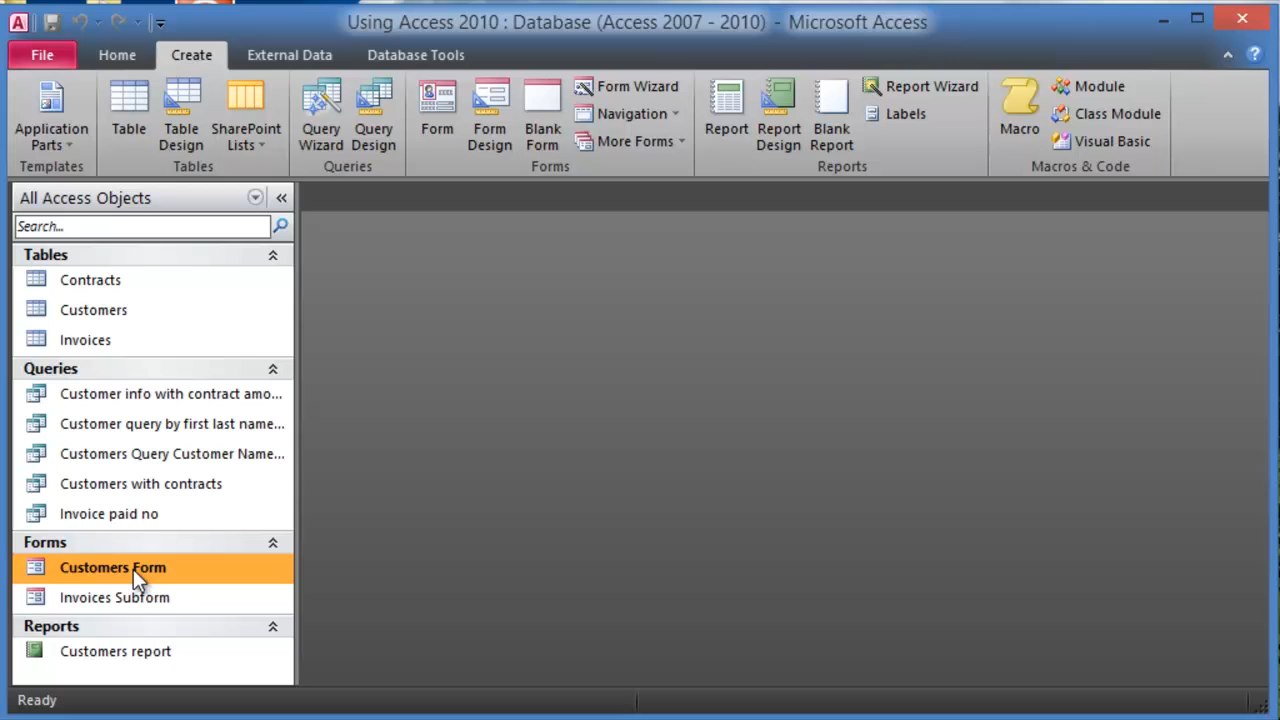 Using Access 2010 : Database (Access 2007 - 2010) - Microsoft Access
File Home Create External Data Database Tools
Application Parts
Table
Table Design
SharePoint Lists
Query Wizard
Query Design
Form
Form Design
Blank Form
Form Wizard
Navigation
More Forms
Report
Report Design
Blank Report
Report Wizard
Labels
Macro
Module
Class Module
Visual Basic
Templates Tables Queries Forms Reports Macros & Code
All Access Objects
Search...
Tables
Contracts
Customers
Invoices
Queries
Customer info with contract amo...
Customer query by first last name...
Customers Query Customer Name...
Customers with contracts
Invoice paid no
Forms
Customers Form
Invoices Subform
Reports
Customers report
Ready